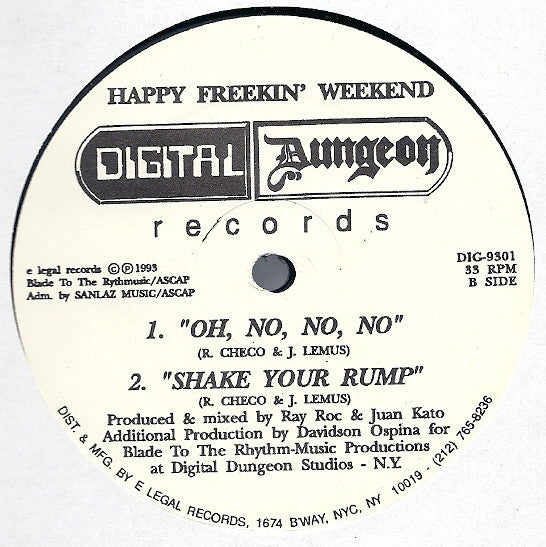 HAPPY FREEKIN' WEEKEND
DIGITAL Dungeon
records
e legal records ©℗1993
Blade To The Rythmusic/ASCAP
Adm. by SANLAZ MUSIC/ASCAP
DIG-9301
33 RPM
B SIDE
1. "OH, NO, NO, NO"
(R. CHECO & J. LEMUS)
2. "SHAKE YOUR RUMP"
(R. CHECO & J. LEMUS)
Produced & mixed by Ray Roc & Juan Kato
Additional Production by Davidson Ospina for
Blade To The Rhythm-Music Productions
at Digital Dungeon Studios - N.Y.
DIST. & MFG. BY E LEGAL RECORDS, 1674 B'WAY, NYC, NY 10019 - (212) 765-8236